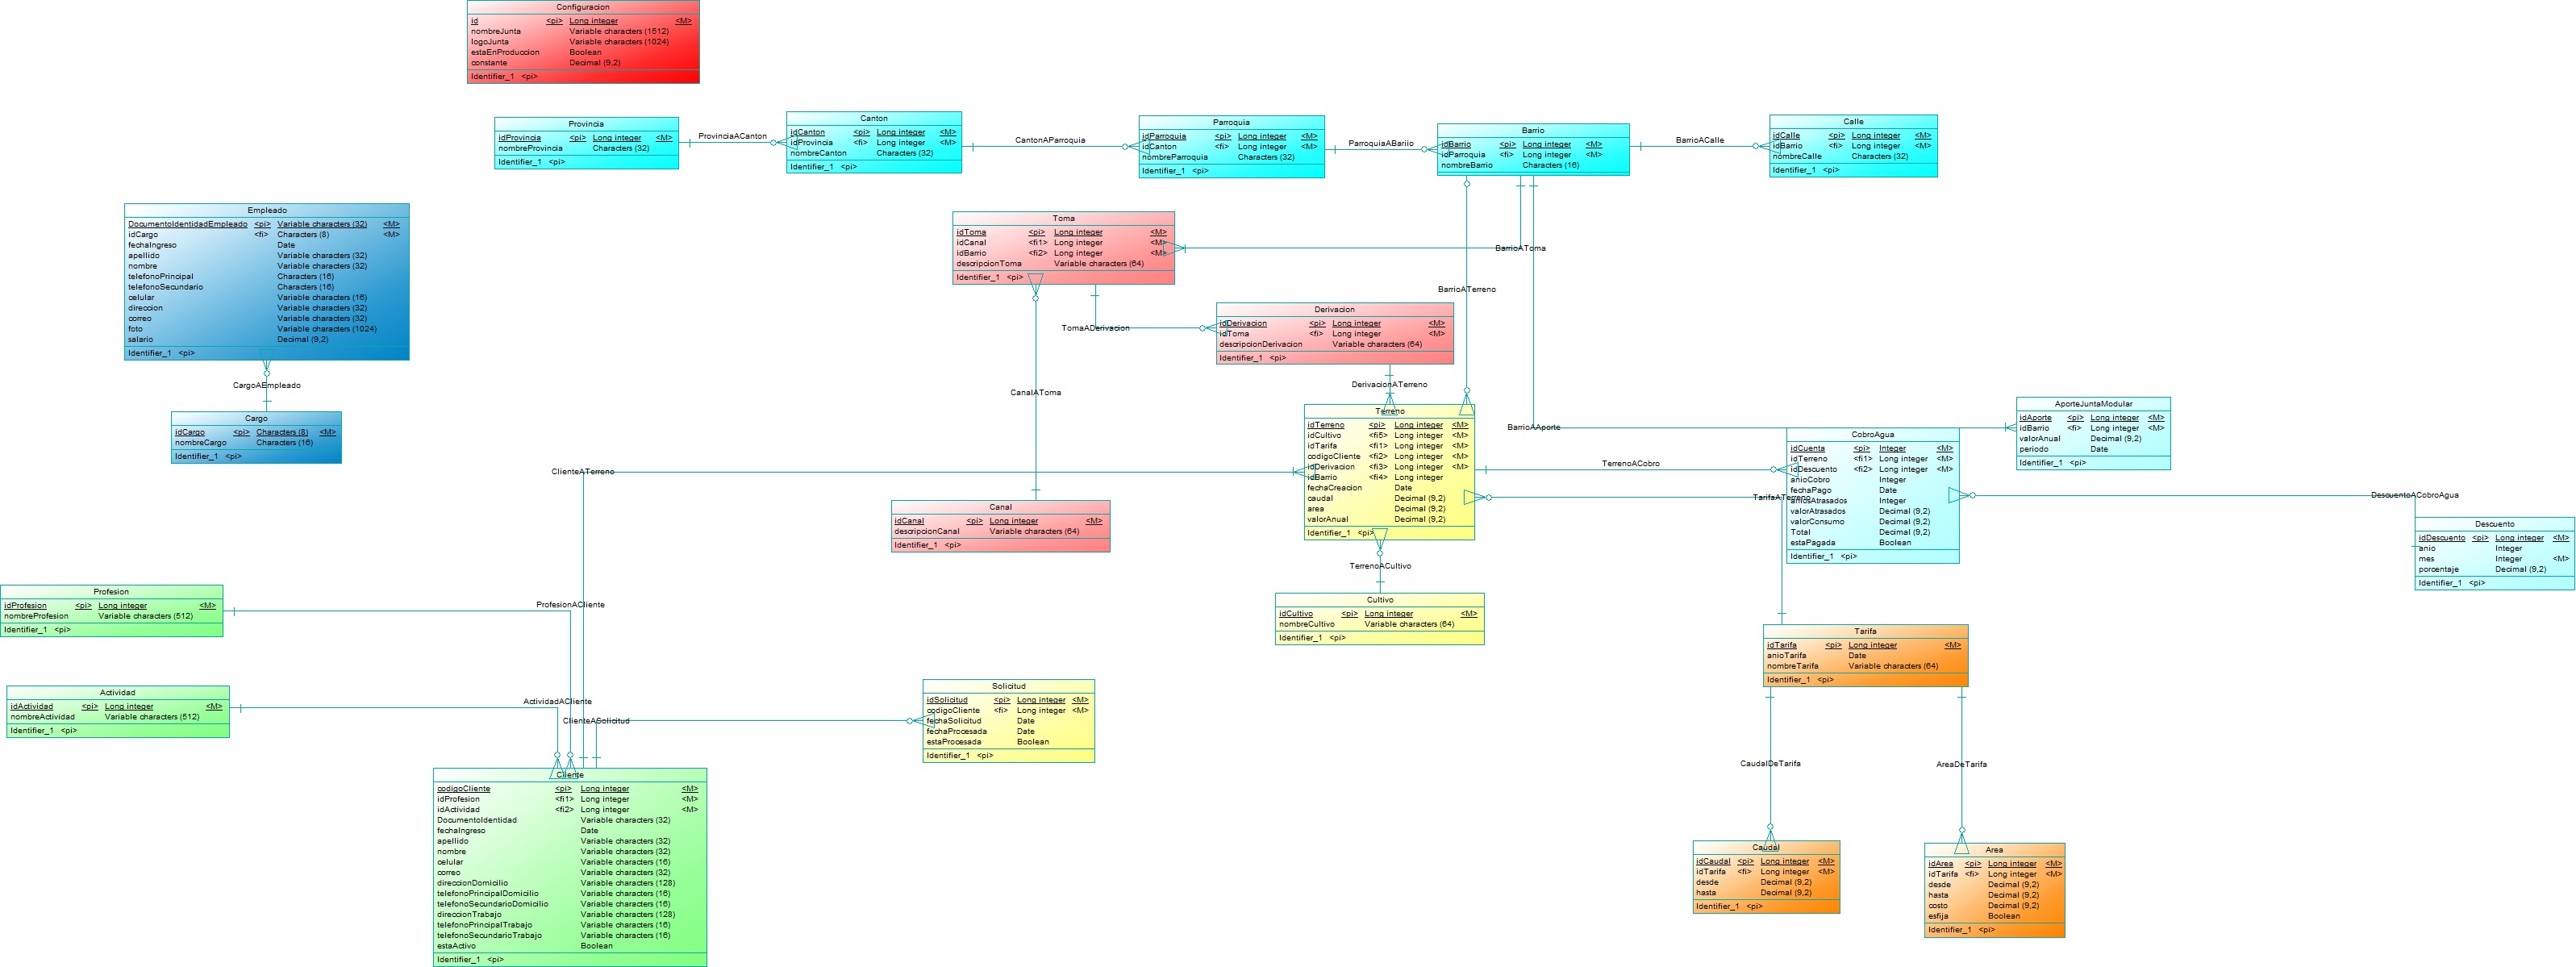 Configuracion
id <pi> Long integer <M>
nombreJunta Variable characters (1512)
logoJunta Variable characters (1024)
estaEnProduccion Boolean
constante Decimal (9,2)
Identifier_1 <pi>
Provincia
idProvincia <pi> Long integer <M>
nombreProvincia Characters (32)
Identifier_1 <pi>
ProvinciaACanton
Canton
idCanton <pi> Long integer <M>
idProvincia <fi> Long integer <M>
nombreCanton Characters (32)
Identifier_1 <pi>
CantonAParroquia
Parroquia
idParroquia <pi> Long integer <M>
idCanton <fi> Long integer <M>
nombreParroquia Characters (32)
Identifier_1 <pi>
ParroquiaABariio
Barrio
idBarrio <pi> Long integer <M>
idParroquia <fi> Long integer <M>
nombreBarrio Characters (16)
BarrioACalle
Calle
idCalle <pi> Long integer <M>
idBarrio <fi> Long integer <M>
nombreCalle Characters (32)
Identifier_1 <pi>
Empleado
DocumentoIdentidadEmpleado <pi> Variable characters (32) <M>
idCargo <fi> Characters (8) <M>
fechaIngreso Date
apellido Variable characters (32)
nombre Variable characters (32)
telefonoPrincipal Characters (16)
telefonoSecundario Characters (16)
celular Variable characters (16)
direccion Variable characters (32)
correo Variable characters (32)
foto Variable characters (1024)
salario Decimal (9,2)
Identifier_1 <pi>
CargoAEmpleado
Cargo
idCargo <pi> Characters (8) <M>
nombreCargo Characters (16)
Identifier_1 <pi>
Toma
idToma <pi> Long integer <M>
idCanal <fi1> Long integer <M>
idBarrio <fi2> Long integer <M>
descripcionToma Variable characters (64)
Identifier_1 <pi>
BarrioAToma
BarrioATerreno
TomaADerivacion
Derivacion
idDerivacion <pi> Long integer <M>
idToma <fi> Long integer <M>
descripcionDerivacion Variable characters (64)
Identifier_1 <pi>
CanalAToma
DerivacionATerreno
Terreno
idTerreno <pi> Long integer <M>
idCultivo <fi5> Long integer <M>
idTarifa <fi1> Long integer <M>
codigoCliente <fi2> Long integer <M>
idDerivacion <fi3> Long integer <M>
idBarrio <fi4> Long integer <M>
fechaCreacion Date
caudal Decimal (9,2)
area Decimal (9,2)
valorAnual Decimal (9,2)
Identifier_1 <pi>
BarrioAAporte
AporteJuntaModular
idAporte <pi> Long integer <M>
idBarrio <fi> Long integer <M>
valorAnual Decimal (9,2)
periodo Date
Identifier_1 <pi>
CobroAgua
idCuenta <pi> Integer <M>
idTerreno <fi1> Long integer <M>
idDescuento <fi2> Long integer <M>
anioCobro Integer
fechaPago Date
aniosAtrasados Integer
valorAtrasados Decimal (9,2)
valorConsumo Decimal (9,2)
Total Decimal (9,2)
estaPagada Boolean
Identifier_1 <pi>
ClienteATerreno
TerrenoACobro
TarifaATerreno
DescuentoACobroAgua
Canal
idCanal <pi> Long integer <M>
descripcionCanal Variable characters (64)
Identifier_1 <pi>
Descuento
idDescuento <pi> Long integer <M>
anio Integer
mes Integer <M>
porcentaje Decimal (9,2)
Identifier_1 <pi>
TerrenoACultivo
Cultivo
idCultivo <pi> Long integer <M>
nombreCultivo Variable characters (64)
Identifier_1 <pi>
Profesion
idProfesion <pi> Long integer <M>
nombreProfesion Variable characters (512)
Identifier_1 <pi>
ProfesionACliente
Tarifa
idTarifa <pi> Long integer <M>
anioTarifa Date
nombreTarifa Variable characters (64)
Identifier_1 <pi>
Actividad
idActividad <pi> Long integer <M>
nombreActividad Variable characters (512)
Identifier_1 <pi>
ActividadACliente
ClienteASolicitud
Solicitud
idSolicitud <pi> Long integer <M>
codigoCliente <fi> Long integer <M>
fechaSolicitud Date
fechaProcesada Date
estaProcesada Boolean
Identifier_1 <pi>
CaudalDeTarifa
AreaDeTarifa
Cliente
codigoCliente <pi> Long integer <M>
idProfesion <fi1> Long integer <M>
idActividad <fi2> Long integer <M>
DocumentoIdentidad Variable characters (32)
fechaIngreso Date
apellido Variable characters (32)
nombre Variable characters (32)
celular Variable characters (16)
correo Variable characters (32)
direccionDomicilio Variable characters (128)
telefonoPrincipalDomicilio Variable characters (16)
telefonoSecundarioDomicilio Variable characters (16)
direccionTrabajo Variable characters (128)
telefonoPrincipalTrabajo Variable characters (16)
telefonoSecundarioTrabajo Variable characters (16)
estaActivo Boolean
Identifier_1 <pi>
Caudal
idCaudal <pi> Long integer <M>
idTarifa <fi> Long integer <M>
desde Decimal (9,2)
hasta Decimal (9,2)
Identifier_1 <pi>
Area
idArea <pi> Long integer <M>
idTarifa <fi> Long integer <M>
desde Decimal (9,2)
hasta Decimal (9,2)
costo Decimal (9,2)
esfija Boolean
Identifier_1 <pi>